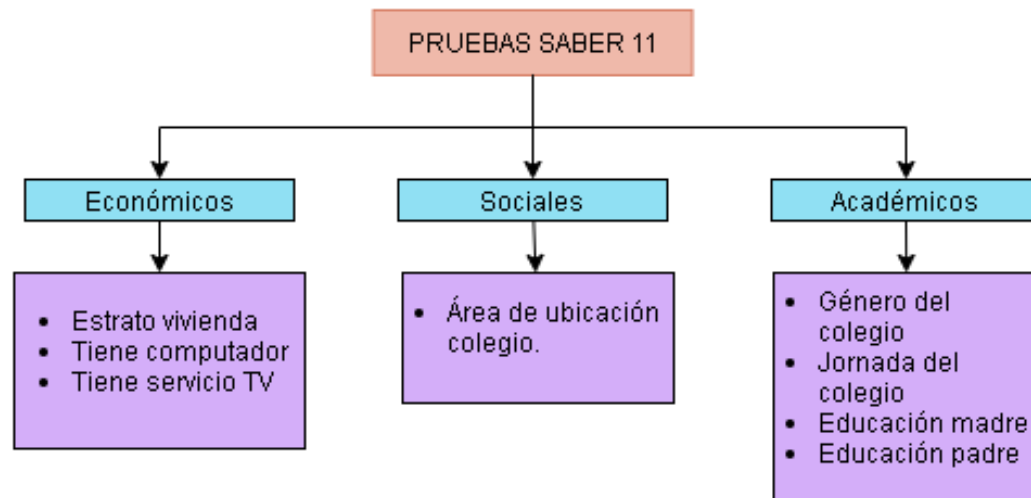 PRUEBAS SABER 11
Económicos
Sociales
Académicos
• Estrato vivienda
• Tiene computador
• Tiene servicio TV
• Área de ubicación
colegio.
• Género del
colegio
• Jornada del
colegio
• Educación madre
• Educación padre